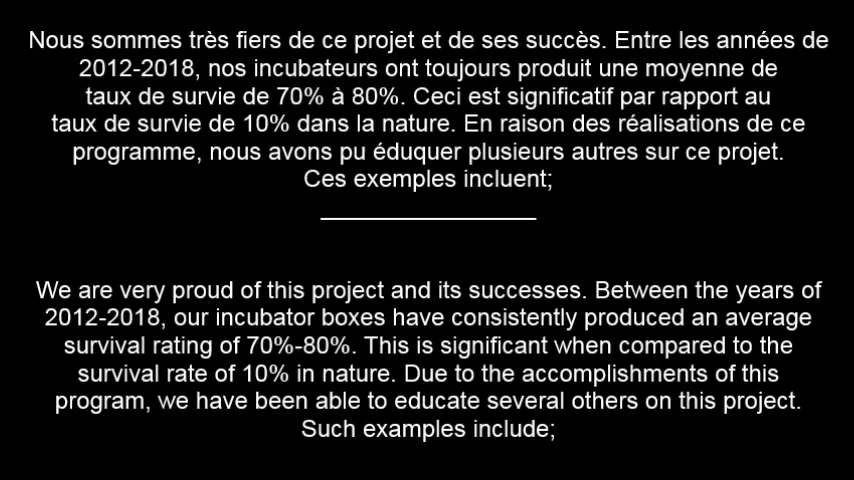 Nous sommes très fiers de ce projet et de ses succès. Entre les années de
2012-2018, nos incubateurs ont toujours produit une moyenne de
taux de survie de 70% à 80%. Ceci est significatif par rapport au
taux de survie de 10% dans la nature. En raison des réalisations de ce
programme, nous avons pu éduquer plusieurs autres sur ce projet.
Ces exemples incluent;
We are very proud of this project and its successes. Between the years of
2012-2018, our incubator boxes have consistently produced an average
survival rating of 70%-80%. This is significant when compared to the
survival rate of 10% in nature. Due to the accomplishments of this
program, we have been able to educate several others on this project.
Such examples include;